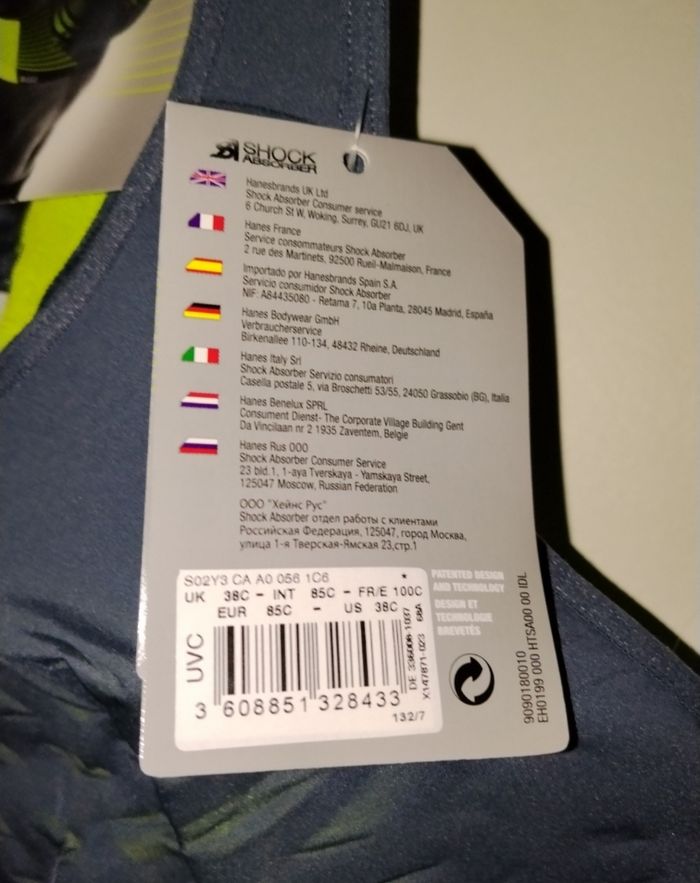 SHOCK
ABSORBER
Hanesbrands UK Ltd
Shock Absorber Consumer service
6 Church St W, Woking, Surrey, GU21 6DJ, UK
Hanes France
Service consommateurs Shock Absorber
2 rue des Martinets, 92500 Rueil-Malmaison, France
Importado por Hanesbrands Spain S.A.
Servicio consumidor Shock Absorber
NIF: A84435080 - Retama 7, 10a Planta, 28045 Madrid, España
Hanes Bodywear GmbH
Verbraucherservice
Birkenallee 110-134, 48432 Rheine, Deutschland
Hanes Italy Srl
Shock Absorber Servizio consumatori
Casella postale 5, via Broschetti 53/55, 24050 Grassobio (BG), Italia
Hanes Benelux SPRL
Consument Dienst- The Corporate Village Building Gent
Da Vincilaan nr 2 1935 Zaventem, Belgie
Hanes Rus OOO
Shock Absorber Consumer Service
23 bld.1, 1-aya Tverskaya - Yamskaya Street,
125047 Moscow, Russian Federation
ООО "Хейнс Рус"
Shock Absorber отдел работы с клиентами
Российская Федерация, 125047, город Москва,
улица 1-я Тверская-Ямская 23,стр.1
S02Y3 CA A0 056 1C6 *
UK 38C - INT 85C - FR/E 100C
EUR 85C - US 38C
UVC
3 608851 328433
132/7
DE 336008-1037
X147871-023 68A
PATENTED DESIGN
AND TECHNOLOGY
DESIGN ET
TECHNOLOGIE
BREVETÉS
9090180010
EH0199 000 HTSA00 00 IDL